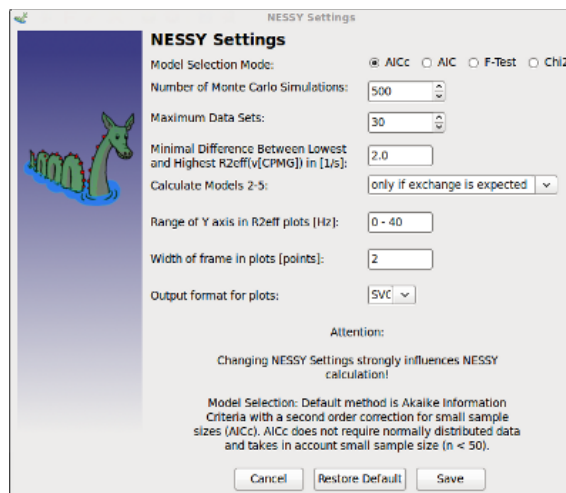 NESSY Settings
NESSY Settings
Model Selection Mode: AICc AIC F-Test Chi2
Number of Monte Carlo Simulations: 500
Maximum Data Sets: 30
Minimal Difference Between Lowest
and Highest R2eff(v[CPMG]) in [1/s]: 2.0
Calculate Models 2-5: only if exchange is expected
Range of Y axis in R2eff plots [Hz]: 0 - 40
Width of frame in plots [points]: 2
Output format for plots: SVG
Attention:
Changing NESSY Settings strongly influences NESSY
calculation!
Model Selection: Default method is Akaike Information
Criteria with a second order correction for small sample
sizes (AICc). AICc does not require normally distributed data
and takes in account small sample size (n < 50).
Cancel Restore Default Save